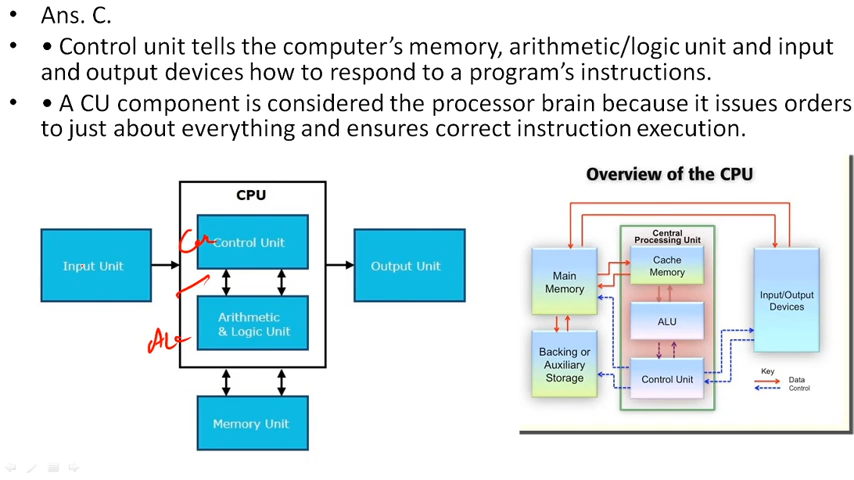 • Ans. C.
• • Control unit tells the computer's memory, arithmetic/logic unit and input
and output devices how to respond to a program's instructions.
• • A CU component is considered the processor brain because it issues orders
to just about everything and ensures correct instruction execution.
CPU
Control Unit
Input Unit
Output Unit
Arithmetic
& Logic Unit
Memory Unit
Overview of the CPU
Central
Processing Unit
Cache
Memory
Main
Memory
Input/Output
Devices
ALU
Backing or
Auxiliary
Storage
Control Unit
Key
Data
Control